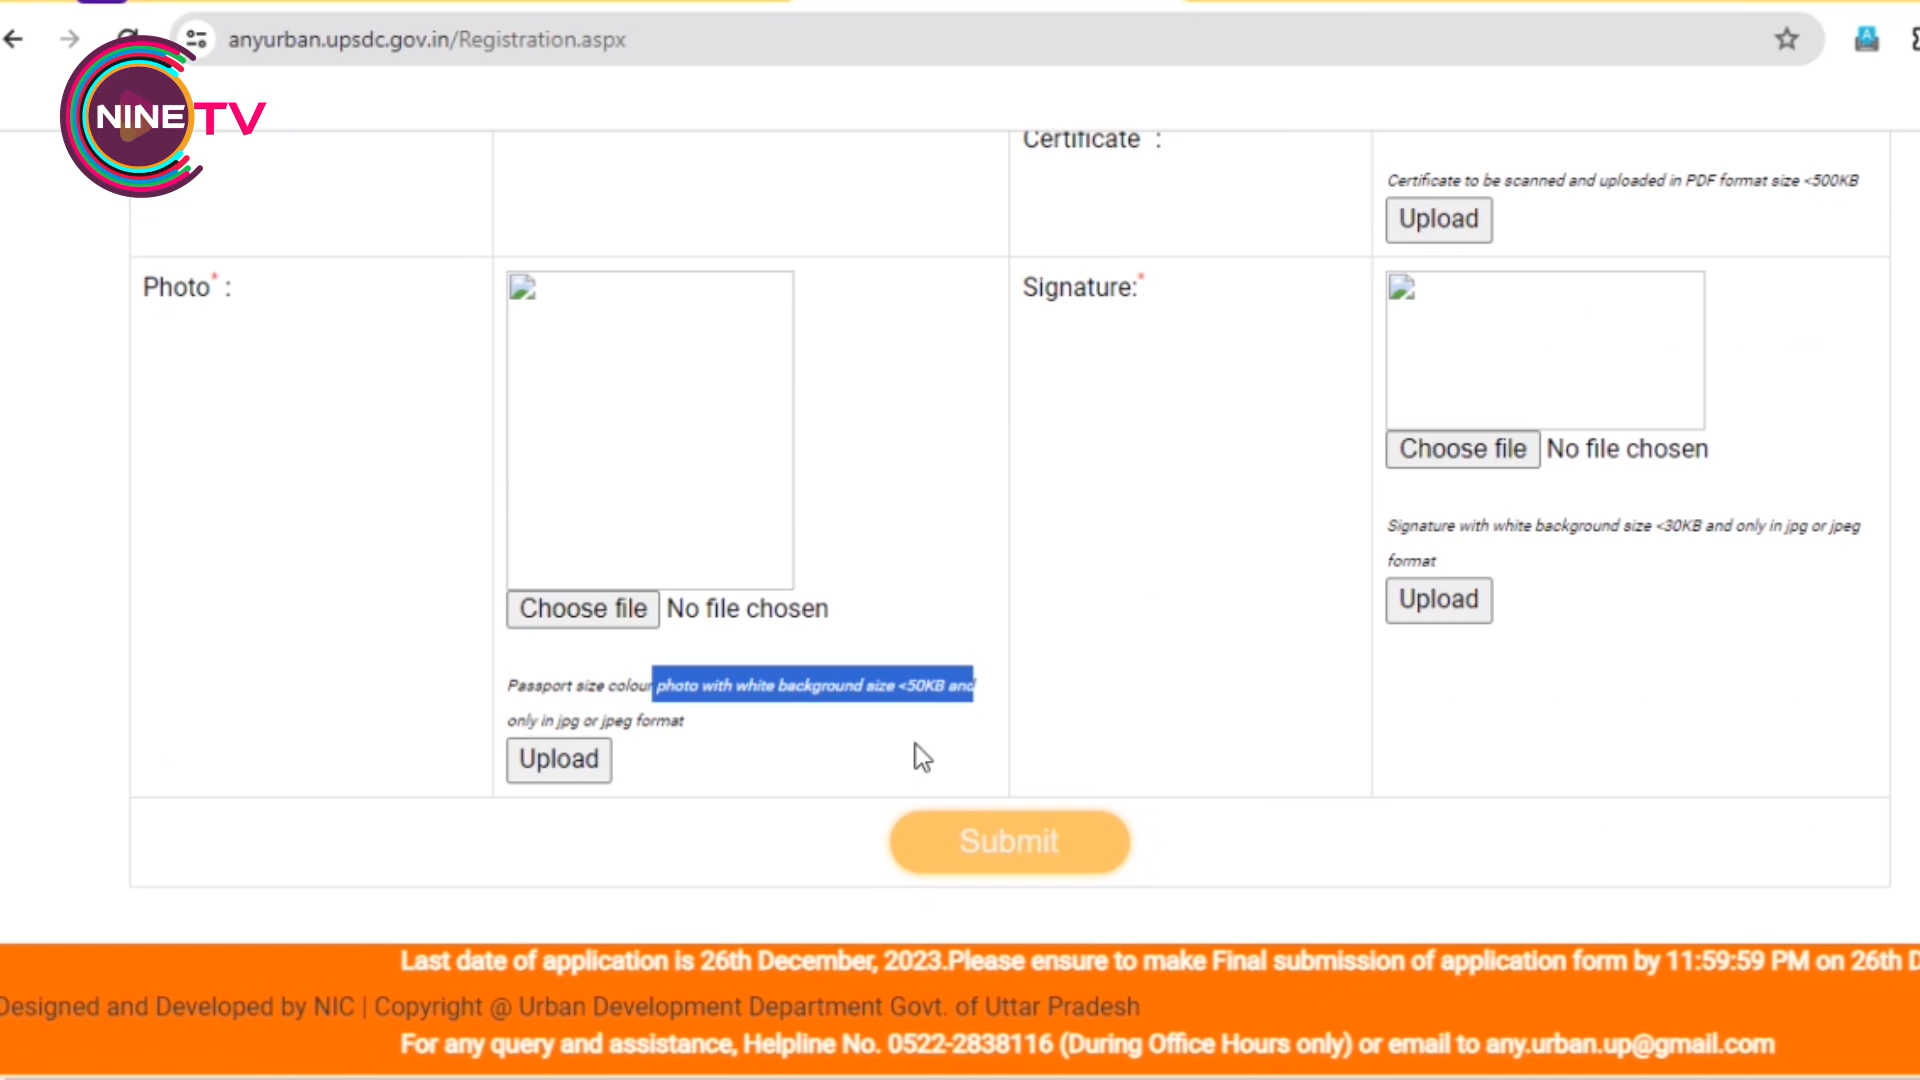 anyurban.upsdc.gov.in/Registration.aspx
NINE TV
Certificate :
Certificate to be scanned and uploaded in PDF format size <500KB
Upload
Photo* :
Signature:*
Choose file No file chosen
Signature with white background size <30KB and only in jpg or jpeg
format
Upload
Choose file No file chosen
Passport size colour photo with white background size <50KB and
only in jpg or jpeg format
Upload
Submit
Last date of application is 26th December, 2023.Please ensure to make Final submission of application form by 11:59:59 PM on 26th
Designed and Developed by NIC | Copyright @ Urban Development Department Govt. of Uttar Pradesh
For any query and assistance, Helpline No. 0522-2838116 (During Office Hours only) or email to any.urban.up@gmail.com